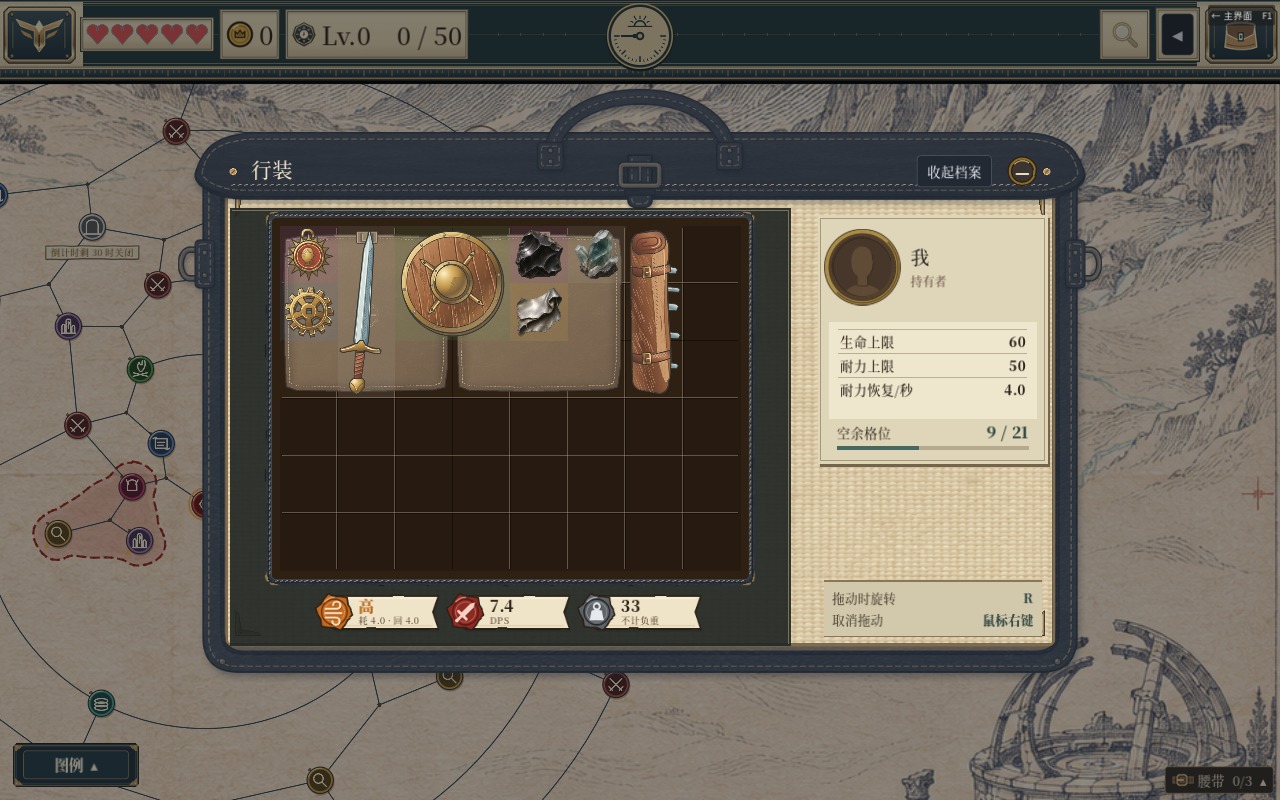 0
Lv.0 0 / 50
← 主界面 F1
行装
收起档案
倒计时剩 30 时关闭
我
持有者
生命上限 60
耐力上限 50
耐力恢复/秒 4.0
空余格位 9 / 21
高
耗 4.0 · 回 4.0
7.4
DPS
33
不计负重
拖动时旋转 R
取消拖动 鼠标右键
图例 ▲
腰带 0/3 ▲